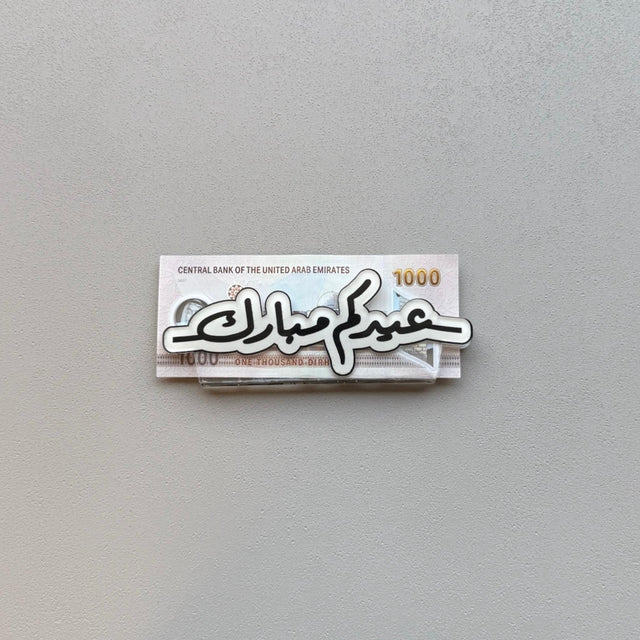 CENTRAL BANK OF THE UNITED ARAB EMIRATES
1000
عيدكم مبارك
1000
ONE THOUSAND DIRH